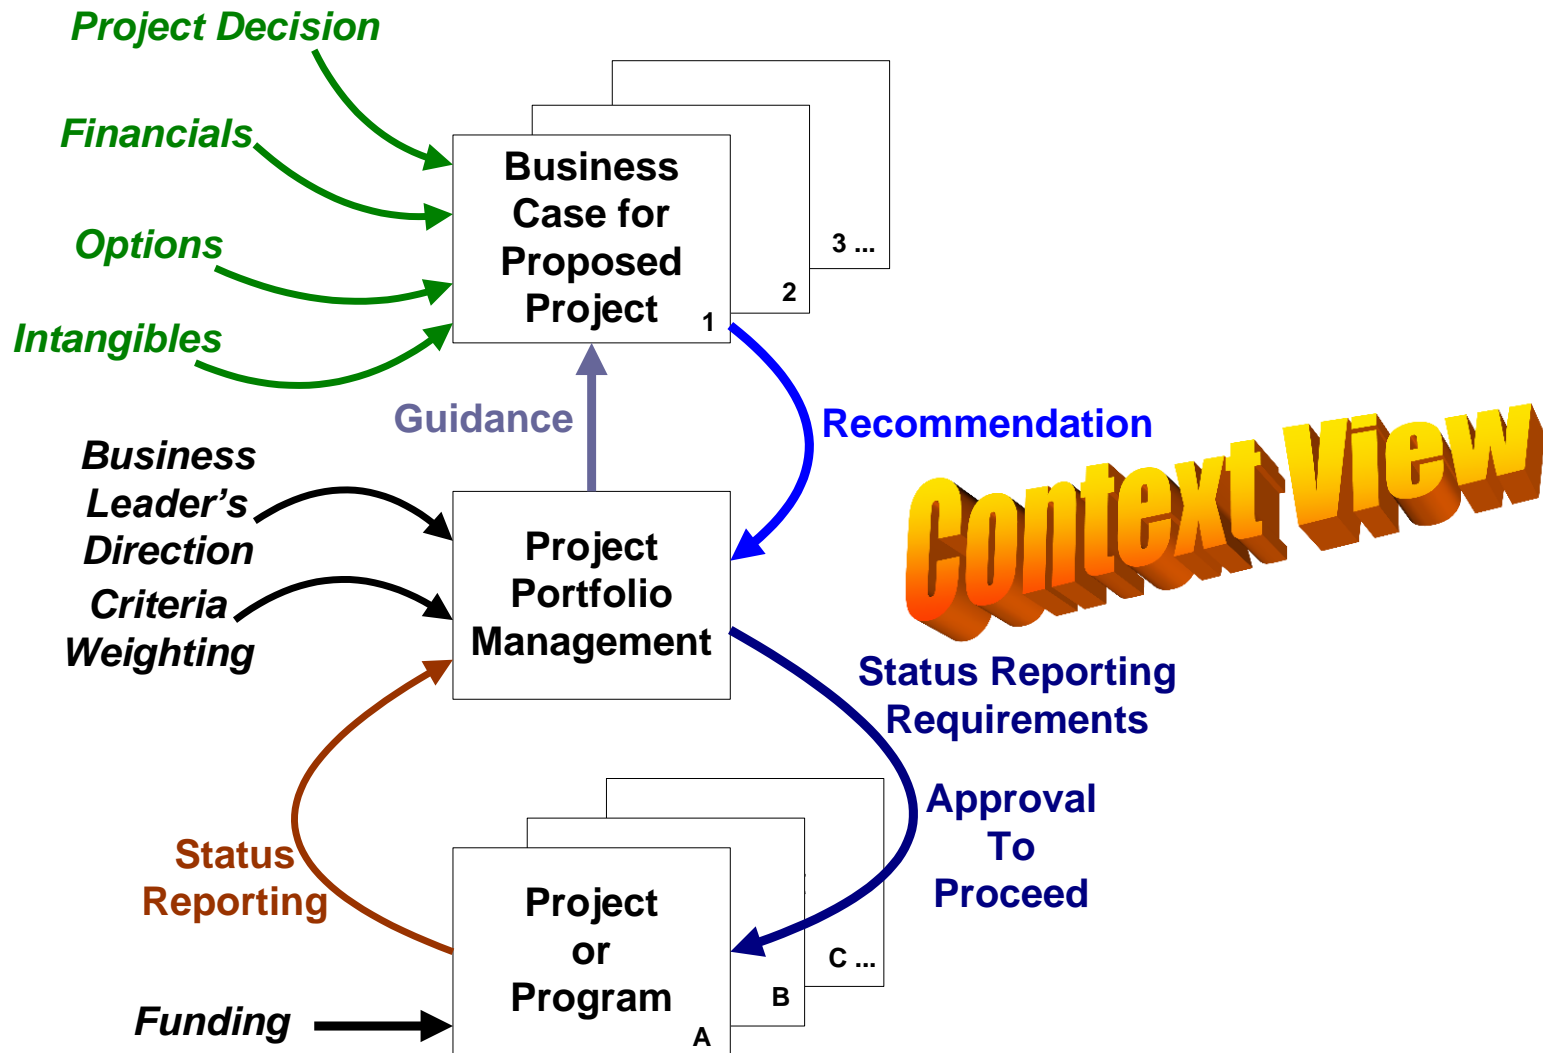 Project Decision
Financials
Options
Intangibles
Business
Case for
Proposed
Project
1
2
3 ...
Guidance
Recommendation
Context View
Business
Leader’s
Direction
Criteria
Weighting
Project
Portfolio
Management
Status Reporting
Requirements
Approval
To
Proceed
Status
Reporting
Project
or
Program
A
B
C ...
Funding